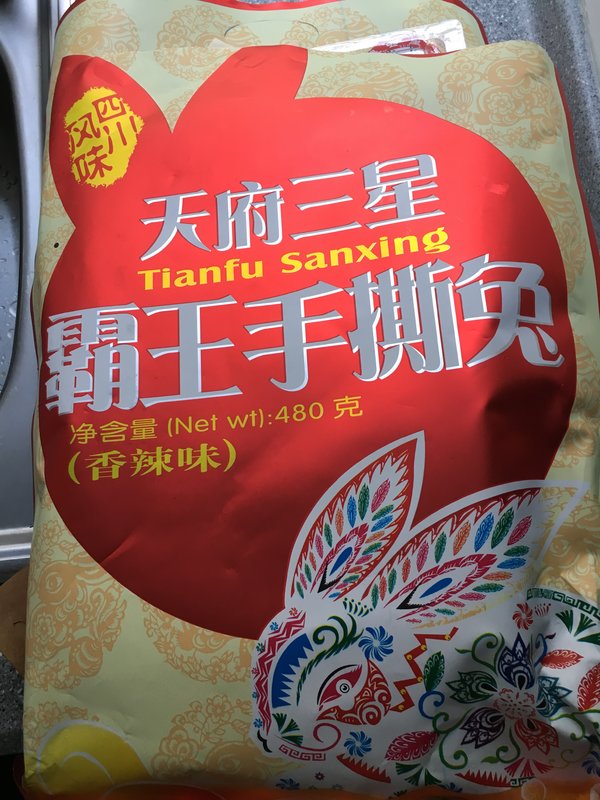 四川
风味
天府三星
Tianfu Sanxing
霸王手撕兔
净含量 (Net wt):480 克
(香辣味)